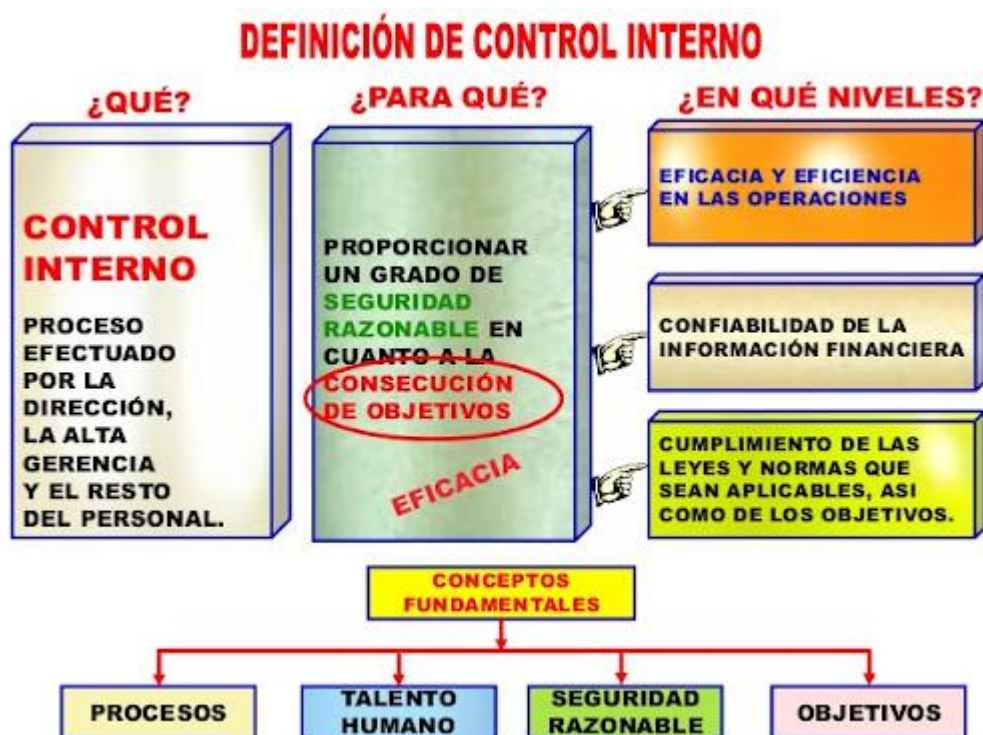 DEFINICIÓN DE CONTROL INTERNO
¿QUÉ?
CONTROL
INTERNO
PROCESO
EFECTUADO
POR LA
DIRECCIÓN,
LA ALTA
GERENCIA
Y EL RESTO
DEL PERSONAL.
¿PARA QUÉ?
PROPORCIONAR
UN GRADO DE
SEGURIDAD
RAZONABLE EN
CUANTO A LA
CONSECUCIÓN
DE OBJETIVOS
EFICACIA
¿EN QUÉ NIVELES?
EFICACIA Y EFICIENCIA
EN LAS OPERACIONES
CONFIABILIDAD DE LA
INFORMACIÓN FINANCIERA
CUMPLIMIENTO DE LAS
LEYES Y NORMAS QUE
SEAN APLICABLES, ASI
COMO DE LOS OBJETIVOS.
CONCEPTOS
FUNDAMENTALES
PROCESOS
TALENTO
HUMANO
SEGURIDAD
RAZONABLE
OBJETIVOS